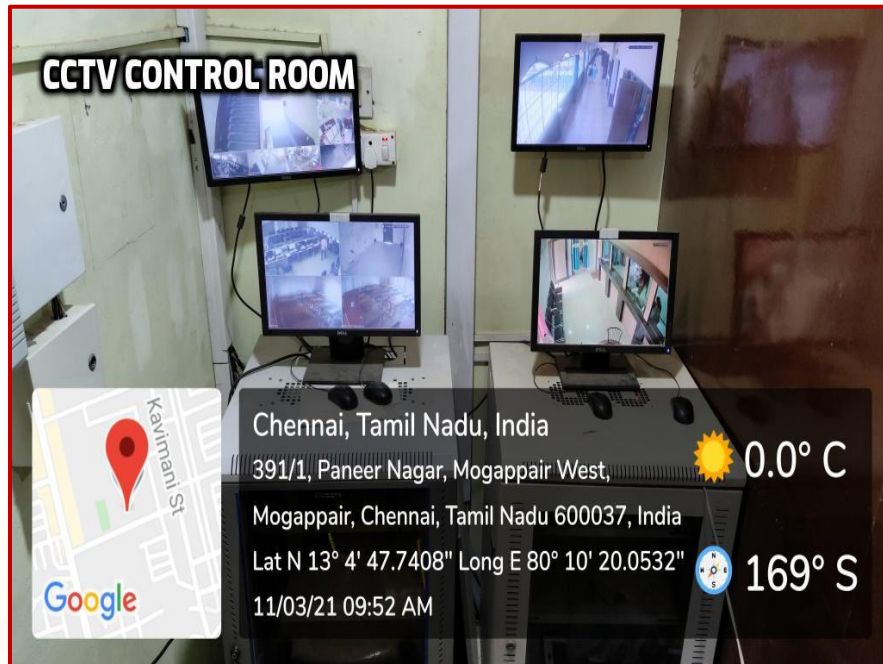 CCTV CONTROL ROOM
Kavimani St
Google
Chennai, Tamil Nadu, India
391/1, Paneer Nagar, Mogappair West,
Mogappair, Chennai, Tamil Nadu 600037, India
Lat N 13° 4' 47.7408" Long E 80° 10' 20.0532"
11/03/21 09:52 AM
0.0° C
169° S